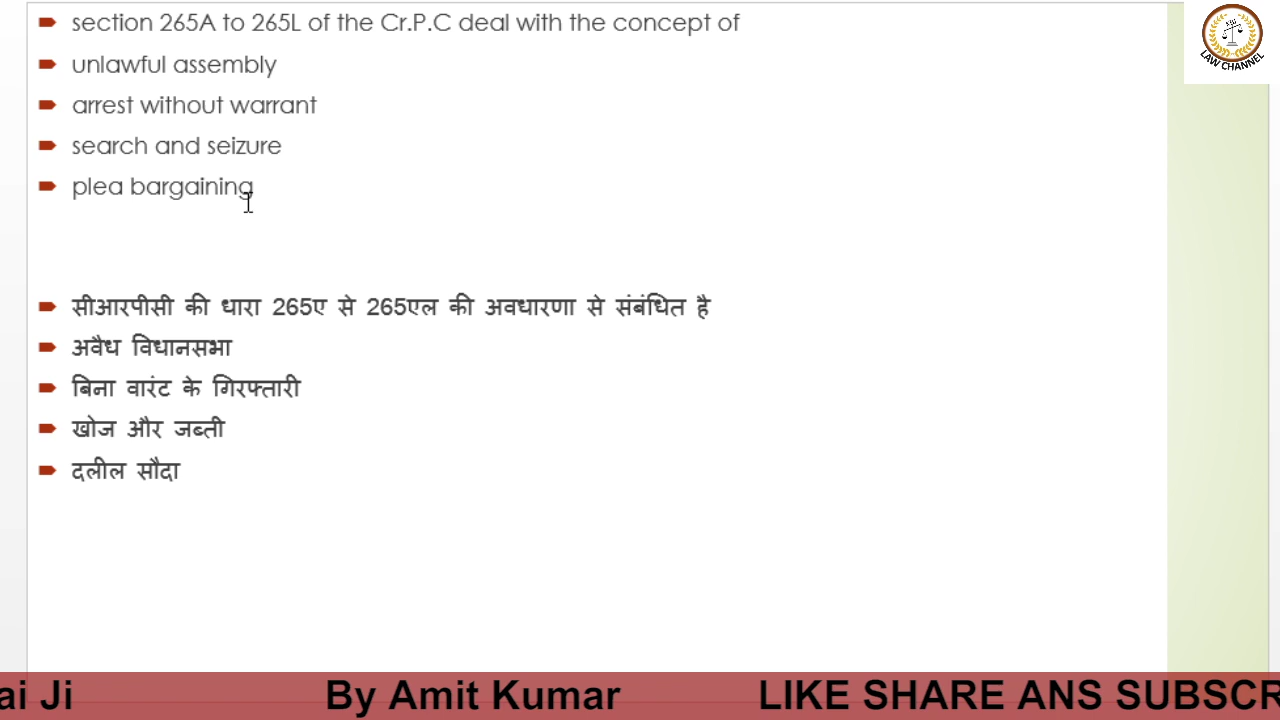 section 265A to 265L of the Cr.P.C deal with the concept of
unlawful assembly
arrest without warrant
search and seizure
plea bargaining
सीआरपीसी की धारा 265ए से 265एल की अवधारणा से संबंधित है
अवैध विधानसभा
बिना वारंट के गिरफ्तारी
खोज और जब्ती
दलील सौदा
LAW CHANNEL
ai Ji By Amit Kumar LIKE SHARE ANS SUBSCR